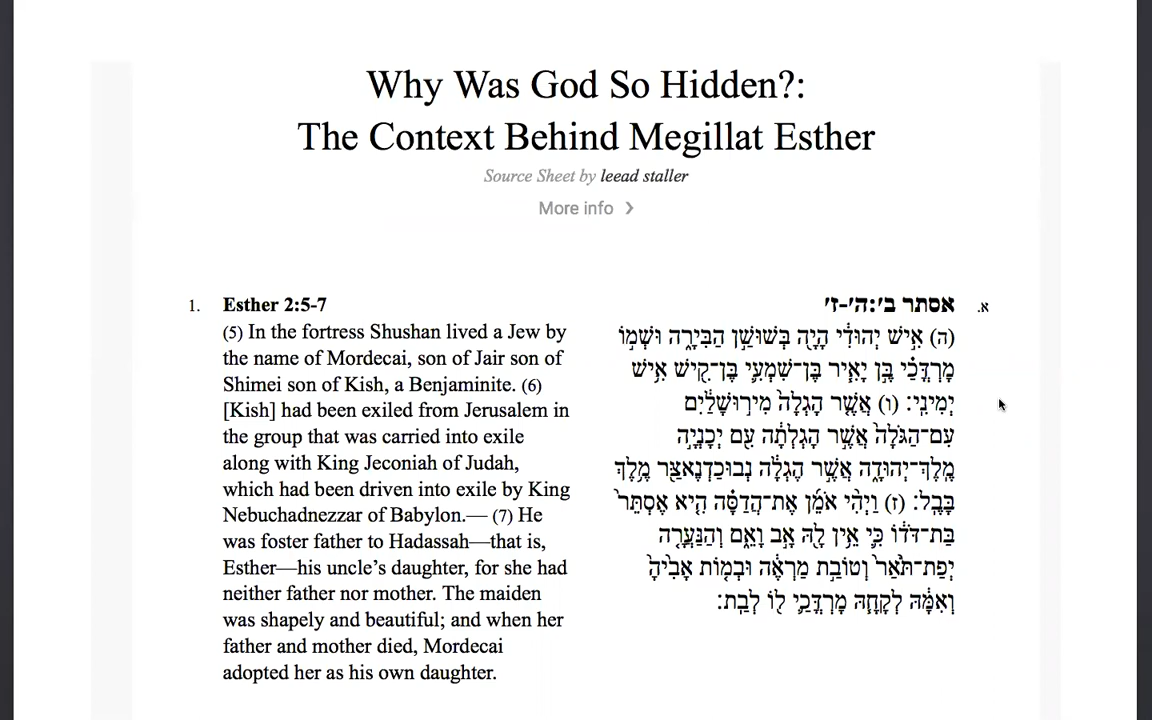 Why Was God So Hidden?:
The Context Behind Megillat Esther
Source Sheet by leead staller
More info >
1. Esther 2:5-7
(5) In the fortress Shushan lived a Jew by
the name of Mordecai, son of Jair son of
Shimei son of Kish, a Benjaminite. (6)
[Kish] had been exiled from Jerusalem in
the group that was carried into exile
along with King Jeconiah of Judah,
which had been driven into exile by King
Nebuchadnezzar of Babylon.— (7) He
was foster father to Hadassah—that is,
Esther—his uncle’s daughter, for she had
neither father nor mother. The maiden
was shapely and beautiful; and when her
father and mother died, Mordecai
adopted her as his own daughter.
א. אסתר ב׳:ה׳-ז׳
(ה) אִ֣ישׁ יְהוּדִ֔י הָיָ֖ה בְּשׁוּשַׁ֣ן הַבִּירָ֑ה וּשְׁמ֣וֹ
מׇרְדֳּכַ֗י בֶּ֣ן יָאִ֧יר בֶּן־שִׁמְעִ֛י בֶּן־קִ֖ישׁ אִ֥ישׁ
יְמִינִֽי׃ (ו) אֲשֶׁ֤ר הׇגְלָה֙ מִיר֣וּשָׁלַ֔יִם
עִם־הַגֹּלָה֙ אֲשֶׁ֣ר הׇגְלְתָ֔ה עִ֖ם יְכׇנְיָ֣ה
מֶֽלֶךְ־יְהוּדָ֑ה אֲשֶׁ֣ר הֶגְלָ֔ה נְבוּכַדְנֶאצַּ֖ר מֶ֥לֶךְ
בָּבֶֽל׃ (ז) וַיְהִ֨י אֹמֵ֜ן אֶת־הֲדַסָּ֗ה הִ֤יא אֶסְתֵּר֙
בַּת־דֹּד֔וֹ כִּ֛י אֵ֥ין לָ֖הּ אָ֣ב וָאֵ֑ם וְהַנַּעֲרָ֤ה
יְפַת־תֹּ֙אַר֙ וְטוֹבַ֣ת מַרְאֶ֔ה וּבְמ֤וֹת אָבִ֙יהָ֙
וְאִמָּ֔הּ לְקָחָ֧הּ מׇרְדֳּכַ֛י ל֖וֹ לְבַֽת׃